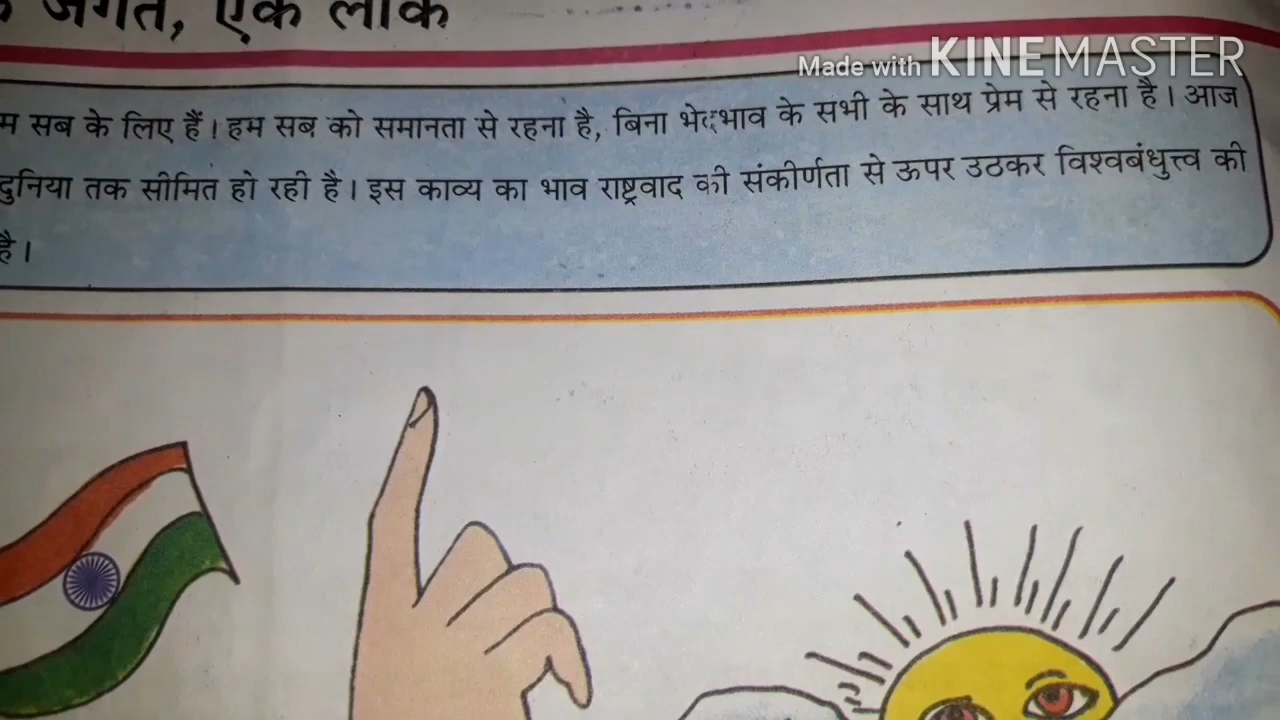 जगत, एक लोक
Made with KINEMASTER
सब के लिए हैं। हम सब को समानता से रहना है, बिना भेदभाव के सभी के साथ प्रेम से रहना है। आज
दुनिया तक सीमित हो रही है। इस काव्य का भाव राष्ट्रवाद की संकीर्णता से ऊपर उठकर विश्वबंधुत्त्व की
है।